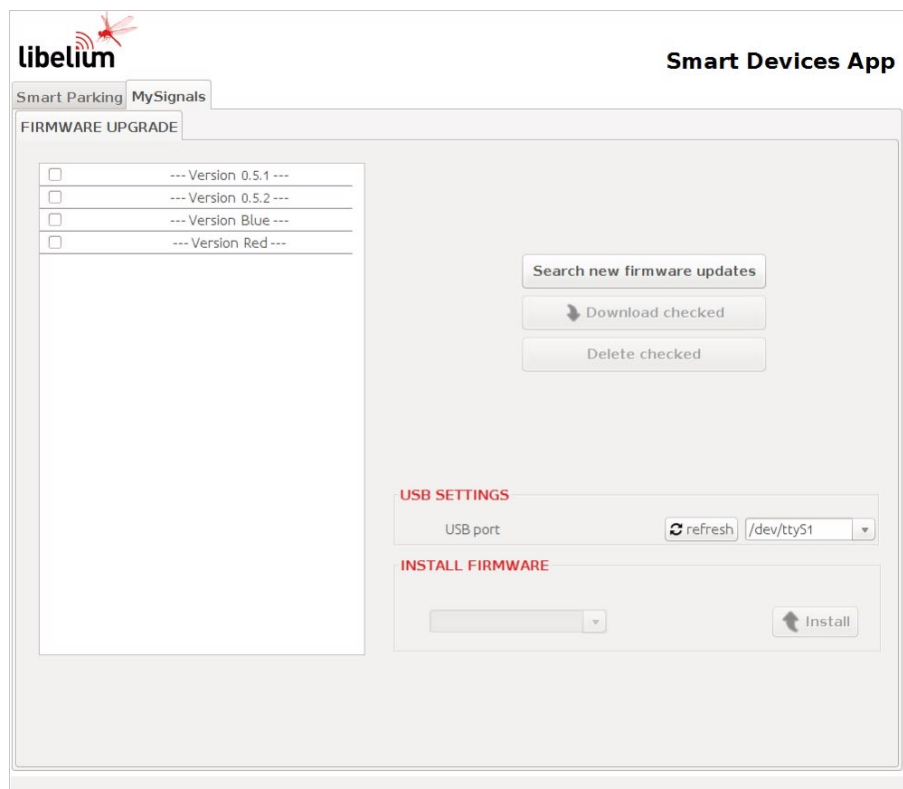 libelium
Smart Devices App
Smart Parking MySignals
FIRMWARE UPGRADE
--- Version 0.5.1 ---
--- Version 0.5.2 ---
--- Version Blue ---
--- Version Red ---
Search new firmware updates
Download checked
Delete checked
USB SETTINGS
USB port refresh /dev/ttyS1
INSTALL FIRMWARE
Install